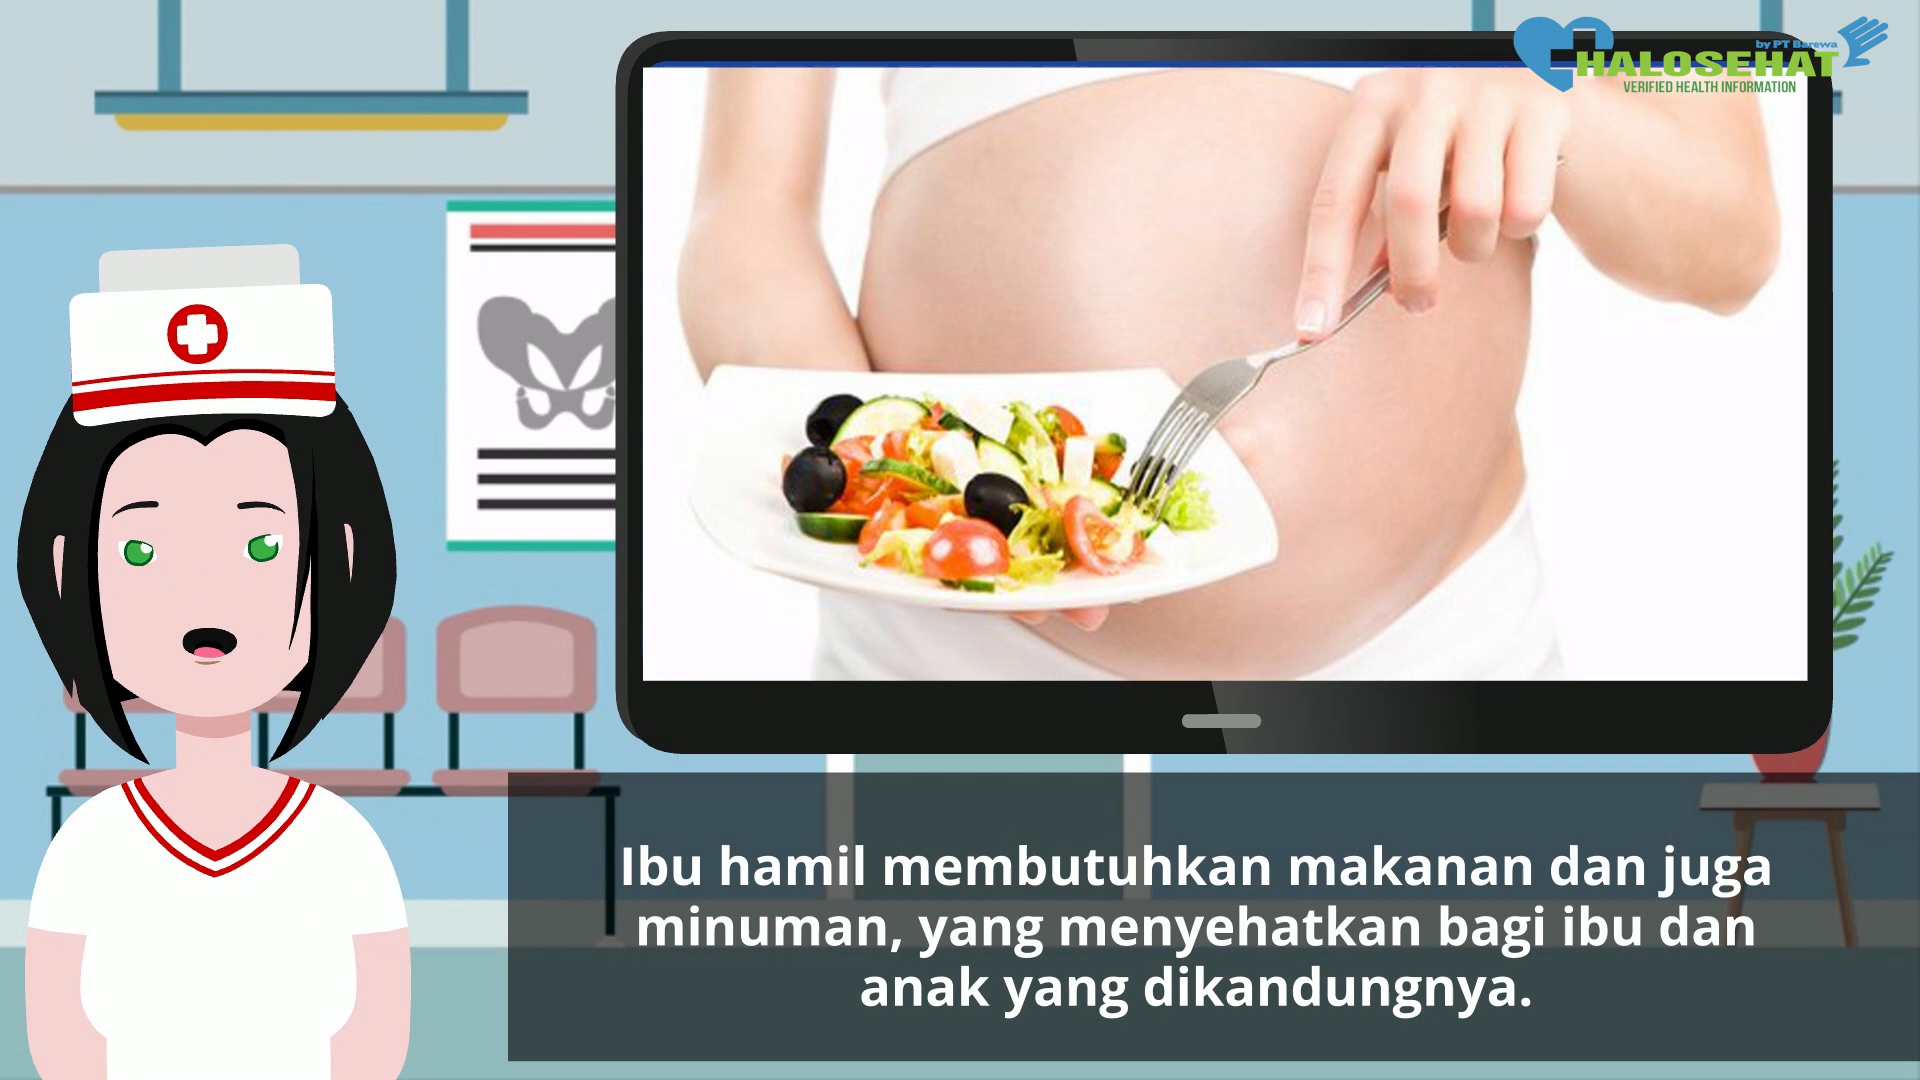 by PT Barewa
HALOSEHAT
VERIFIED HEALTH INFORMATION
Ibu hamil membutuhkan makanan dan juga
minuman, yang menyehatkan bagi ibu dan
anak yang dikandungnya.